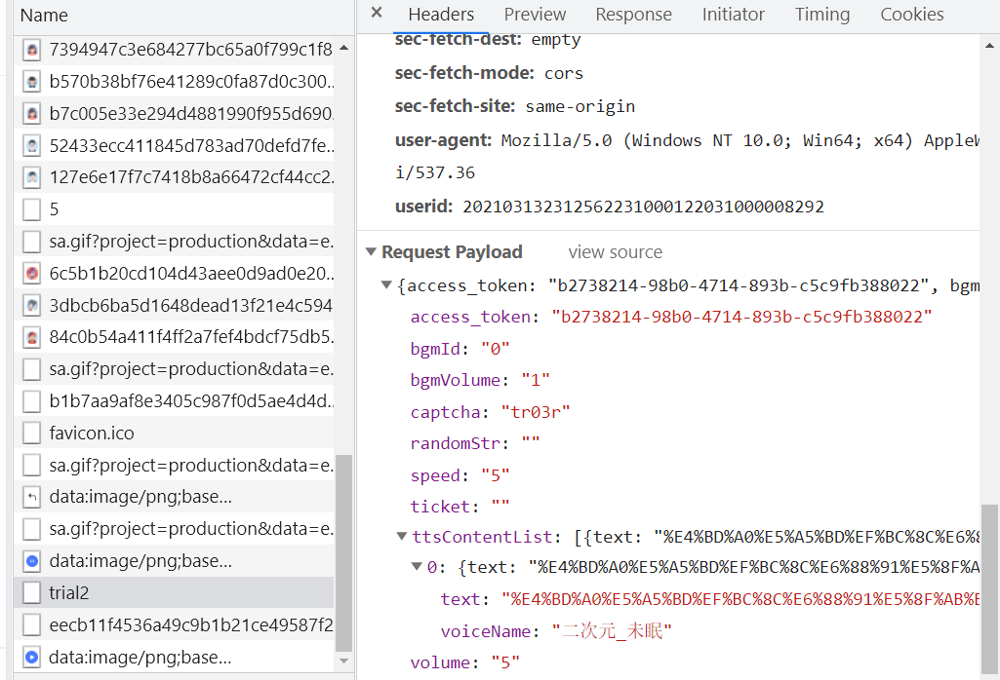 Name
7394947c3e684277bc65a0f799c1f8
b570b38bf76e41289c0fa87d0c300...
b7c005e33e294d4881990f955d690.
52433ecc411845d783ad70defd7fe...
127e6e17f7c7418b8a66472cf44cc2.
5
sa.gif?project=production&data=e.
6c5b1b20cd104d43aee0d9ad0e20...
3dbcb6ba5d1648dead13f21e4c594
84c0b54a411f4ff2a7fef4bdcf75db5.
sa.gif?project=production&data=e.
b1b7aa9af8e3405c987f0d5ae4d4d...
favicon.ico
sa.gif?project=production&data=e.
data:image/png;base...
sa.gif?project=production&data=e.
data:image/png;base...
trial2
eecb11f4536a49c9b1b21ce49587f2
data:image/png;base...
Headers Preview Response Initiator Timing Cookies
sec-fetch-dest: empty
sec-fetch-mode: cors
sec-fetch-site: same-origin
user-agent: Mozilla/5.0 (Windows NT 10.0; Win64; x64) AppleW
i/537.36
userid: 202103132312562231000122031000008292
Request Payload view source
{access_token: "b2738214-98b0-4714-893b-c5c9fb388022", bgm
access_token: "b2738214-98b0-4714-893b-c5c9fb388022"
bgmId: "0"
bgmVolume: "1"
captcha: "tr03r"
randomStr: ""
speed: "5"
ticket: ""
ttsContentList: [{text: "%E4%BD%A0%E5%A5%BD%EF%BC%8C%E6%8
0: {text: "%E4%BD%A0%E5%A5%BD%EF%BC%8C%E6%88%91%E5%8F%A
text: "%E4%BD%A0%E5%A5%BD%EF%BC%8C%E6%88%91%E5%8F%AB%E
voiceName: "二次元_未眠"
volume: "5"